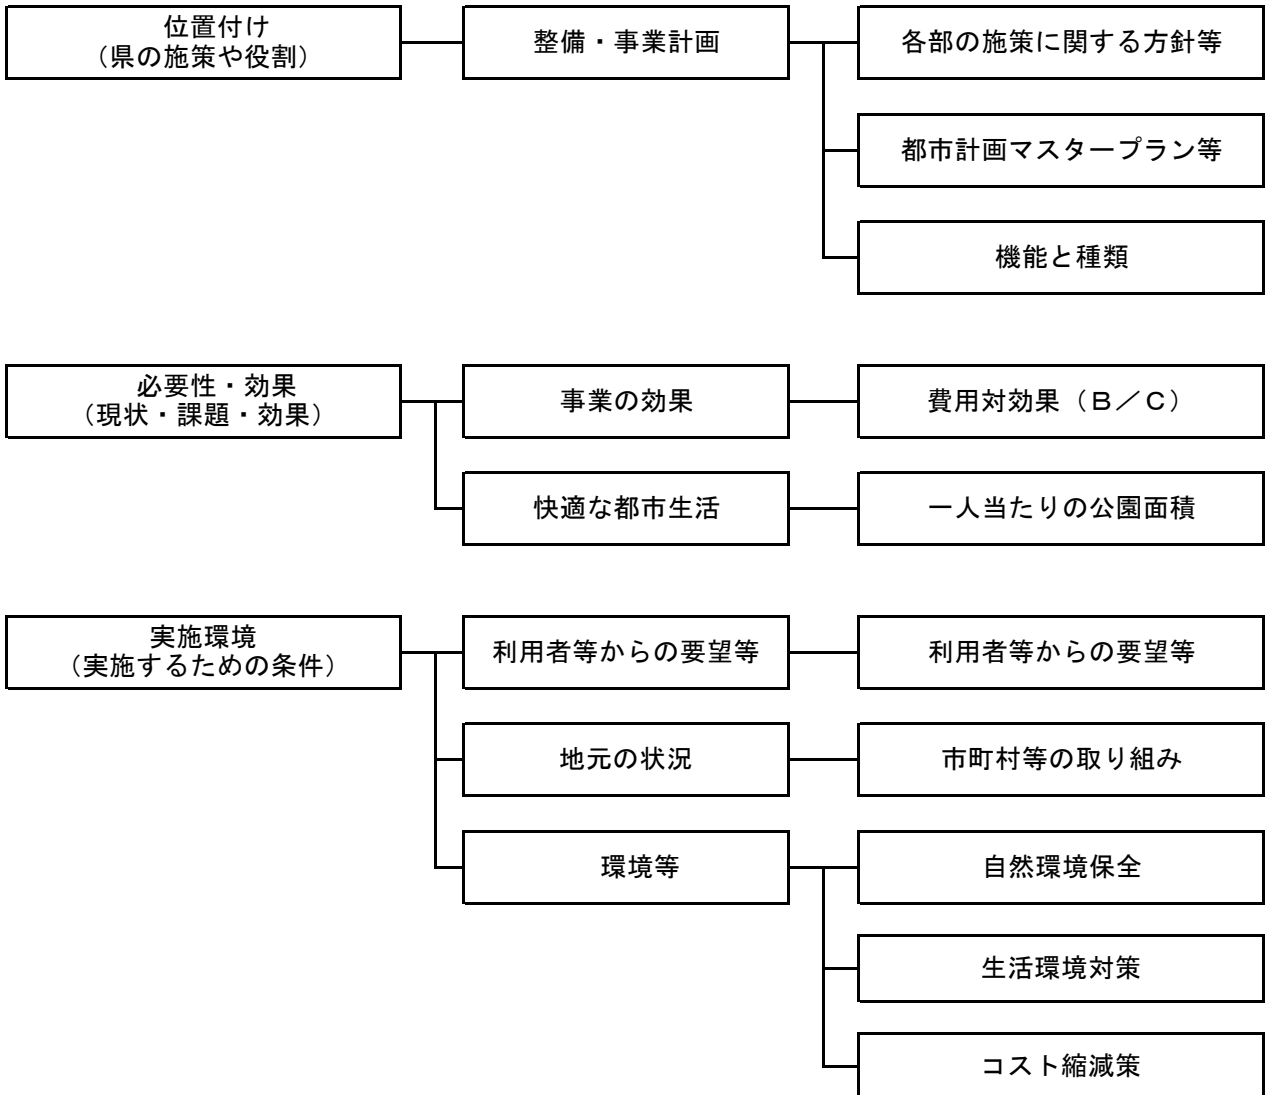 位置付け
（県の施策や役割）
整備・事業計画
各部の施策に関する方針等
都市計画マスタープラン等
機能と種類
必要性・効果
（現状・課題・効果）
事業の効果
費用対効果（Ｂ／Ｃ）
快適な都市生活
一人当たりの公園面積
実施環境
（実施するための条件）
利用者等からの要望等
利用者等からの要望等
地元の状況
市町村等の取り組み
環境等
自然環境保全
生活環境対策
コスト縮減策